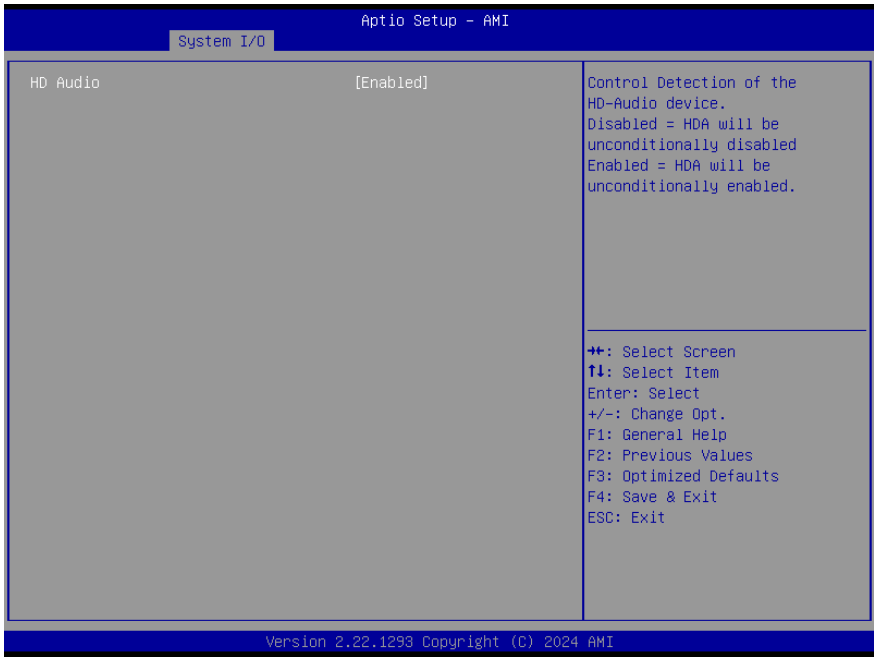 Aptio Setup – AMI
System I/O
HD Audio [Enabled]
Control Detection of the
HD-Audio device.
Disabled = HDA will be
unconditionally disabled
Enabled = HDA will be
unconditionally enabled.
→←: Select Screen
↑↓: Select Item
Enter: Select
+/-: Change Opt.
F1: General Help
F2: Previous Values
F3: Optimized Defaults
F4: Save & Exit
ESC: Exit
Version 2.22.1293 Copyright (C) 2024 AMI